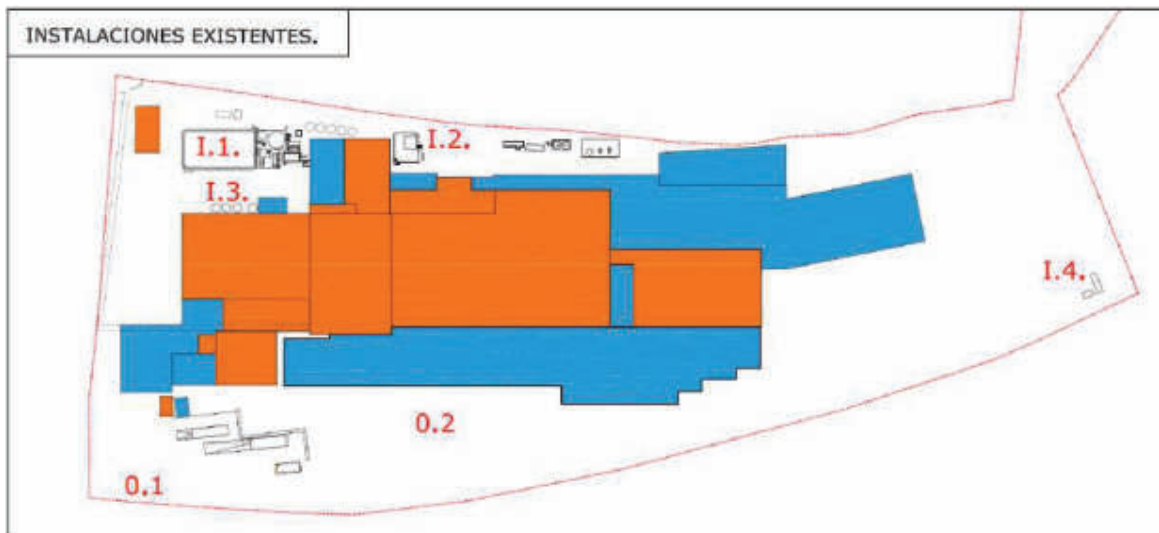 INSTALACIONES EXISTENTES.
I.1.
I.2.
I.3.
I.4.
0.2
0.1